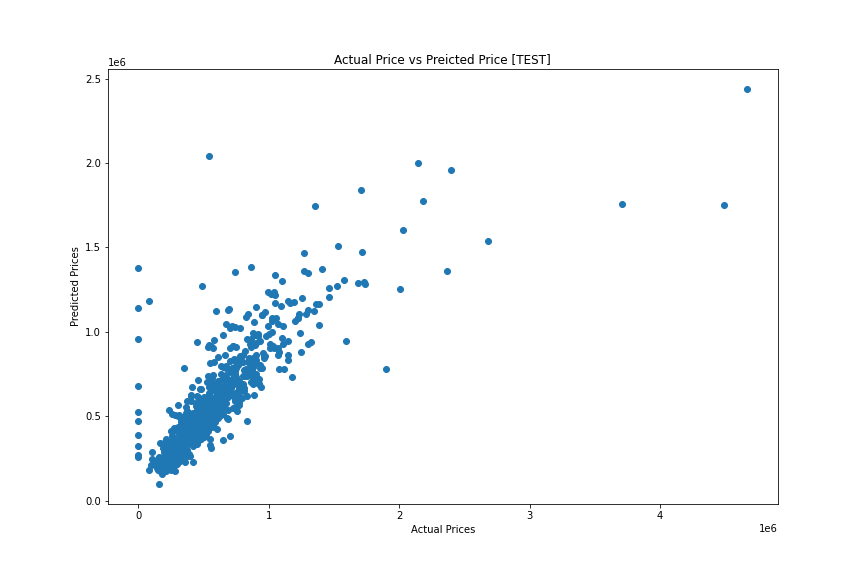 Actual Price vs Preicted Price [TEST]
1e6
2.5
2.0
1.5
1.0
0.5
0.0
Predicted Prices
0 1 2 3 4
1e6
Actual Prices